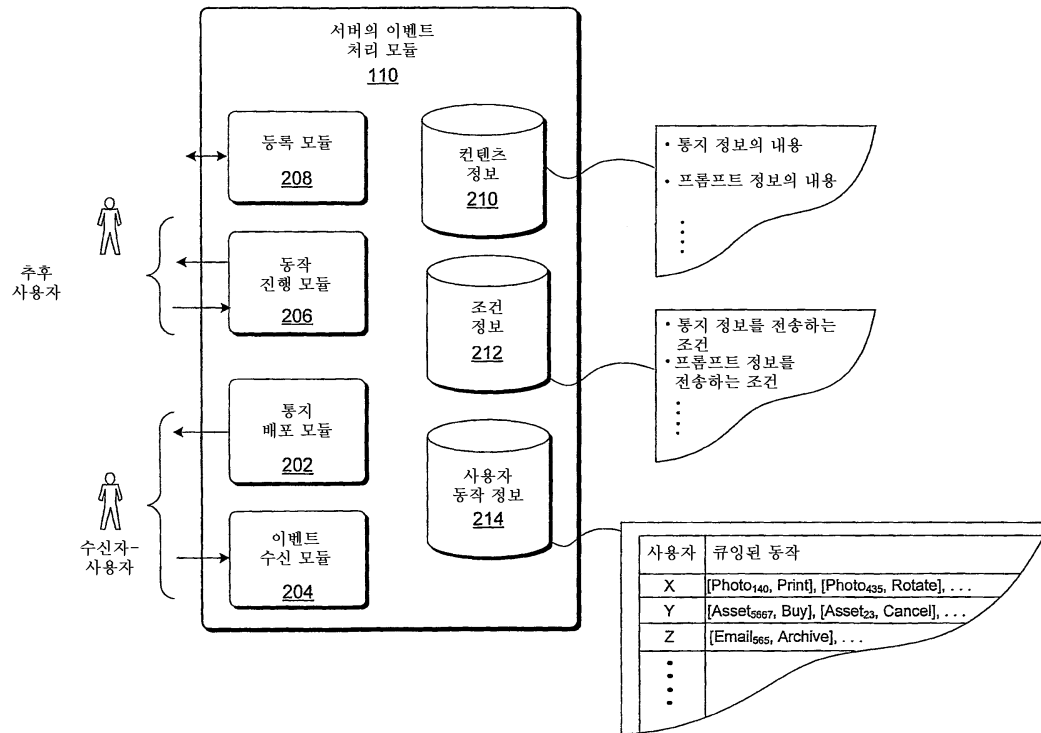 서버의 이벤트
처리 모듈
110
등록 모듈
208
동작
진행 모듈
206
통지
배포 모듈
202
이벤트
수신 모듈
204
추후
사용자
수신자-
사용자
컨텐츠
정보
210
조건
정보
212
사용자
동작 정보
214
• 통지 정보의 내용
• 프롬프트 정보의 내용
• 통지 정보를 전송하는
조건
• 프롬프트 정보를
전송하는 조건
사용자 큐잉된 동작
X [Photo140, Print], [Photo435, Rotate], . . .
Y [Asset5667, Buy], [Asset23, Cancel], . . .
Z [Email565, Archive], . . .